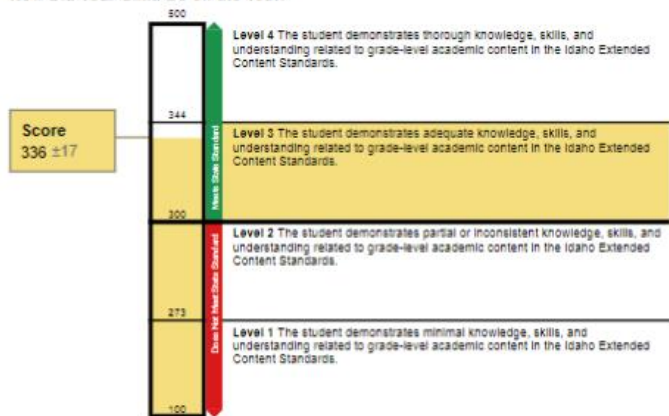 500
Level 4 The student demonstrates thorough knowledge, skills, and
understanding related to grade-level academic content in the Idaho Extended
Content Standards.
344
Score
336 ±17
Level 3 The student demonstrates adequate knowledge, skills, and
understanding related to grade-level academic content in the Idaho Extended
Content Standards.
Meets State Standard
300
Level 2 The student demonstrates partial or inconsistent knowledge, skills, and
understanding related to grade-level academic content in the Idaho Extended
Content Standards.
273
Does Not Meet State Standard
Level 1 The student demonstrates minimal knowledge, skills, and
understanding related to grade-level academic content in the Idaho Extended
Content Standards.
100